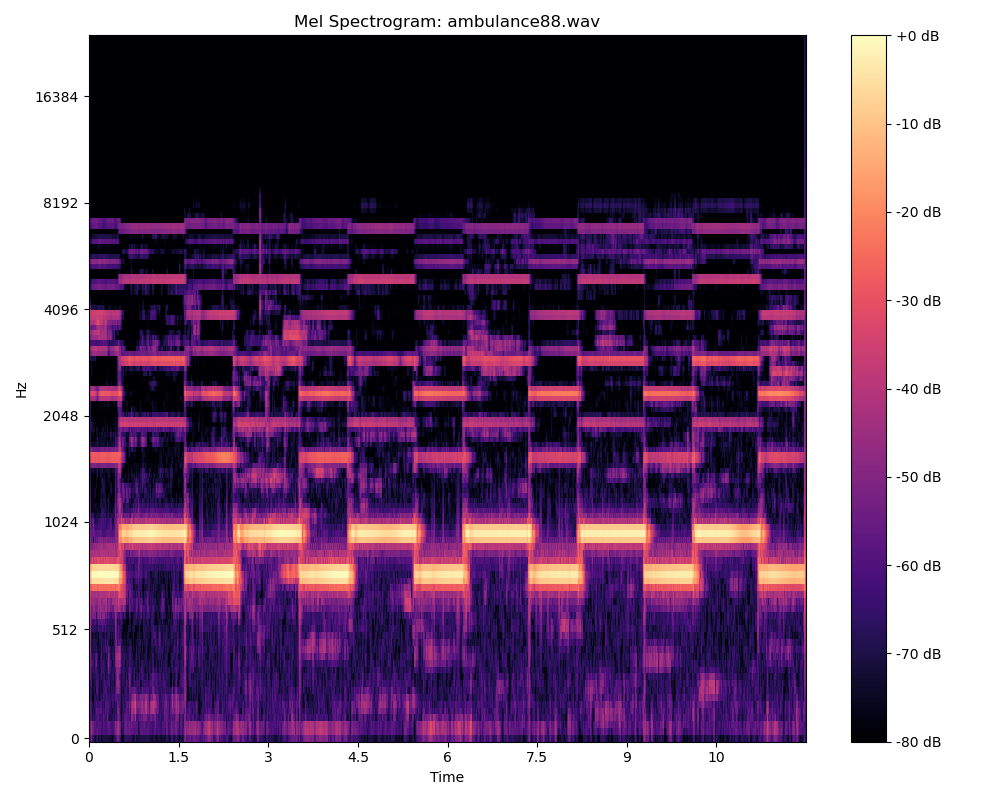 Mel Spectrogram: ambulance88.wav
Hz
16384
8192
4096
2048
1024
512
0
0 1.5 3 4.5 6 7.5 9 10
Time
+0 dB
-10 dB
-20 dB
-30 dB
-40 dB
-50 dB
-60 dB
-70 dB
-80 dB